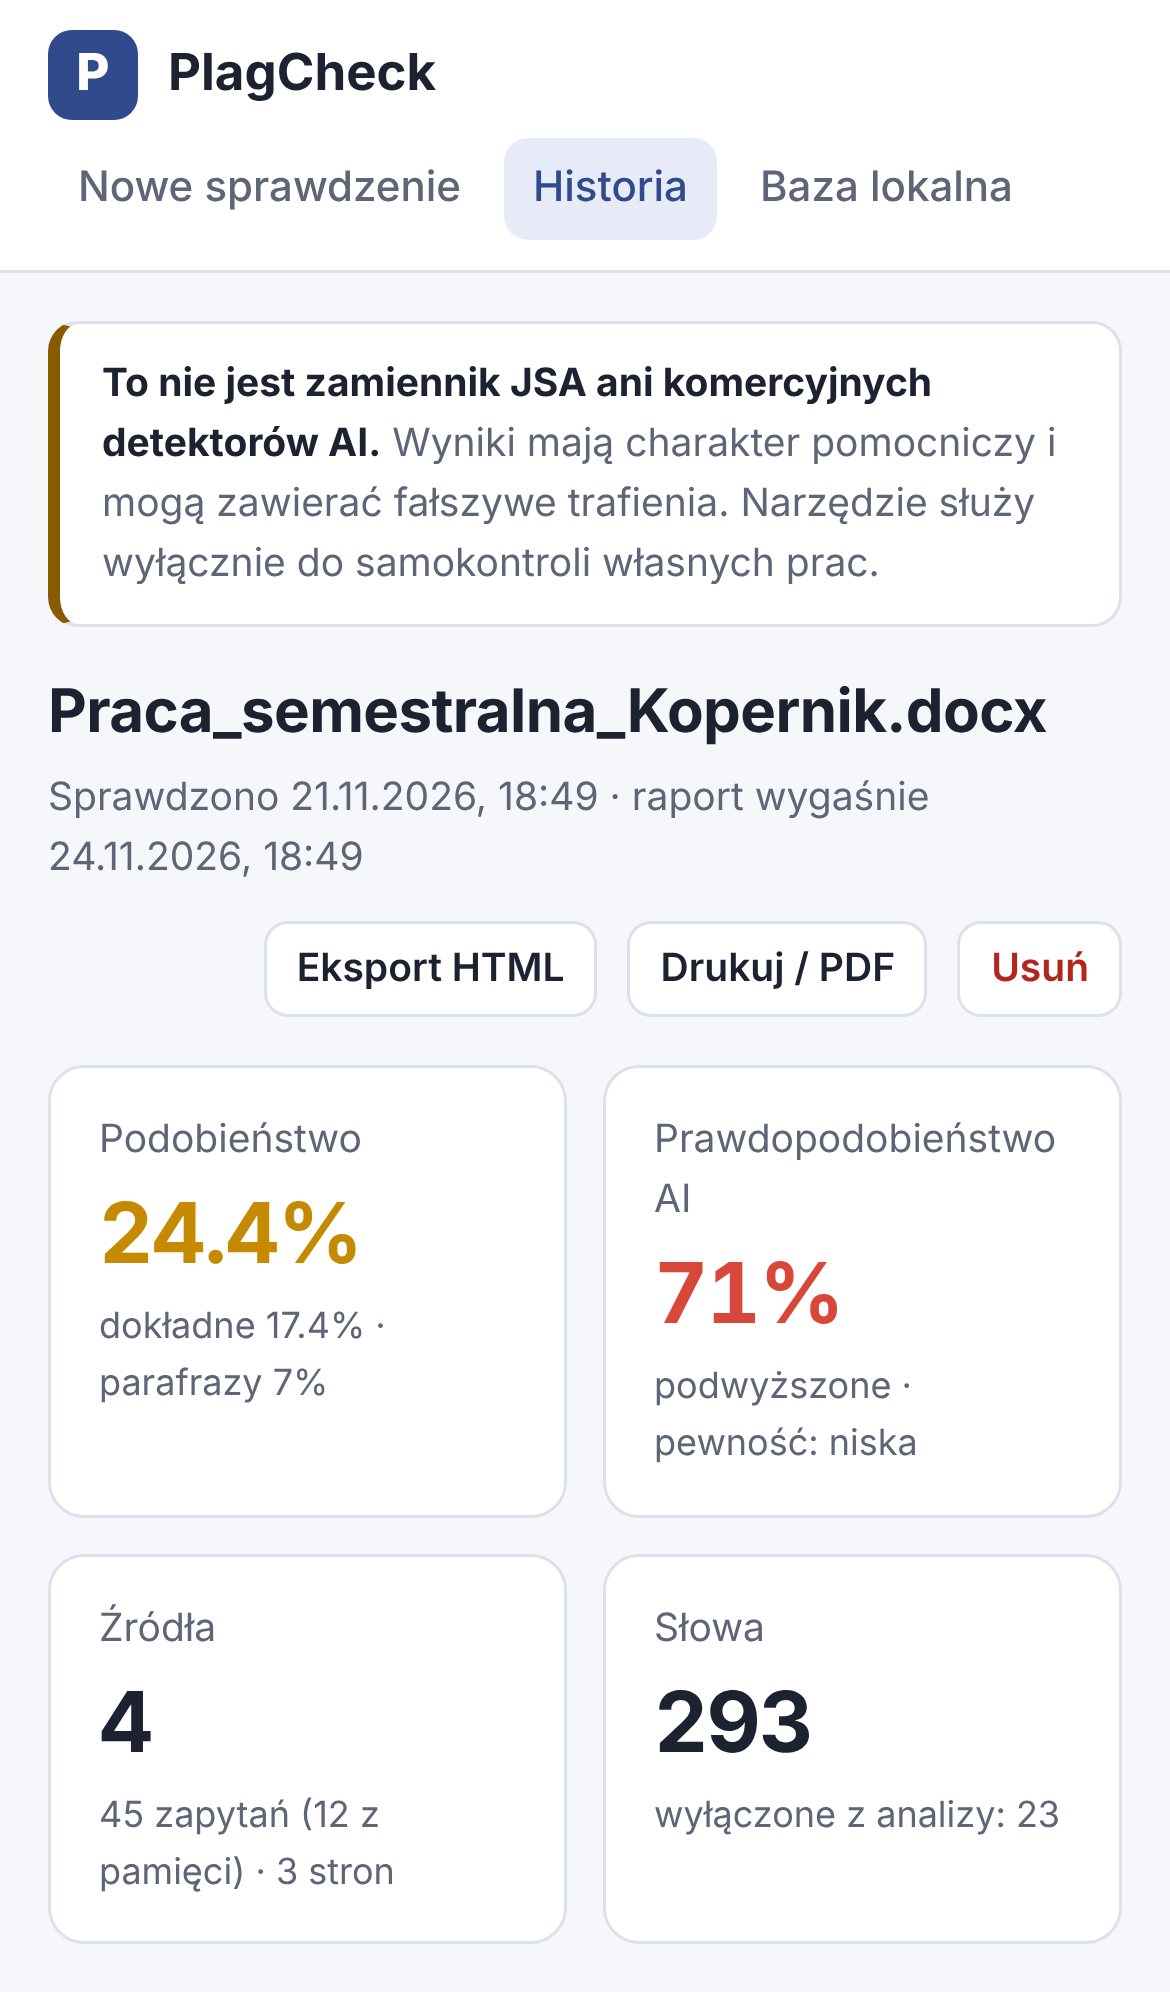 P PlagCheck
Nowe sprawdzenie Historia Baza lokalna
To nie jest zamiennik JSA ani komercyjnych
detektorów AI. Wyniki mają charakter pomocniczy i
mogą zawierać fałszywe trafienia. Narzędzie służy
wyłącznie do samokontroli własnych prac.
Praca_semestralna_Kopernik.docx
Sprawdzono 21.11.2026, 18:49 · raport wygaśnie
24.11.2026, 18:49
Eksport HTML Drukuj / PDF Usuń
Podobieństwo
24.4%
dokładne 17.4% ·
parafrazy 7%
Prawdopodobieństwo
AI
71%
podwyższone ·
pewność: niska
Źródła
4
45 zapytań (12 z
pamięci) · 3 stron
Słowa
293
wyłączone z analizy: 23